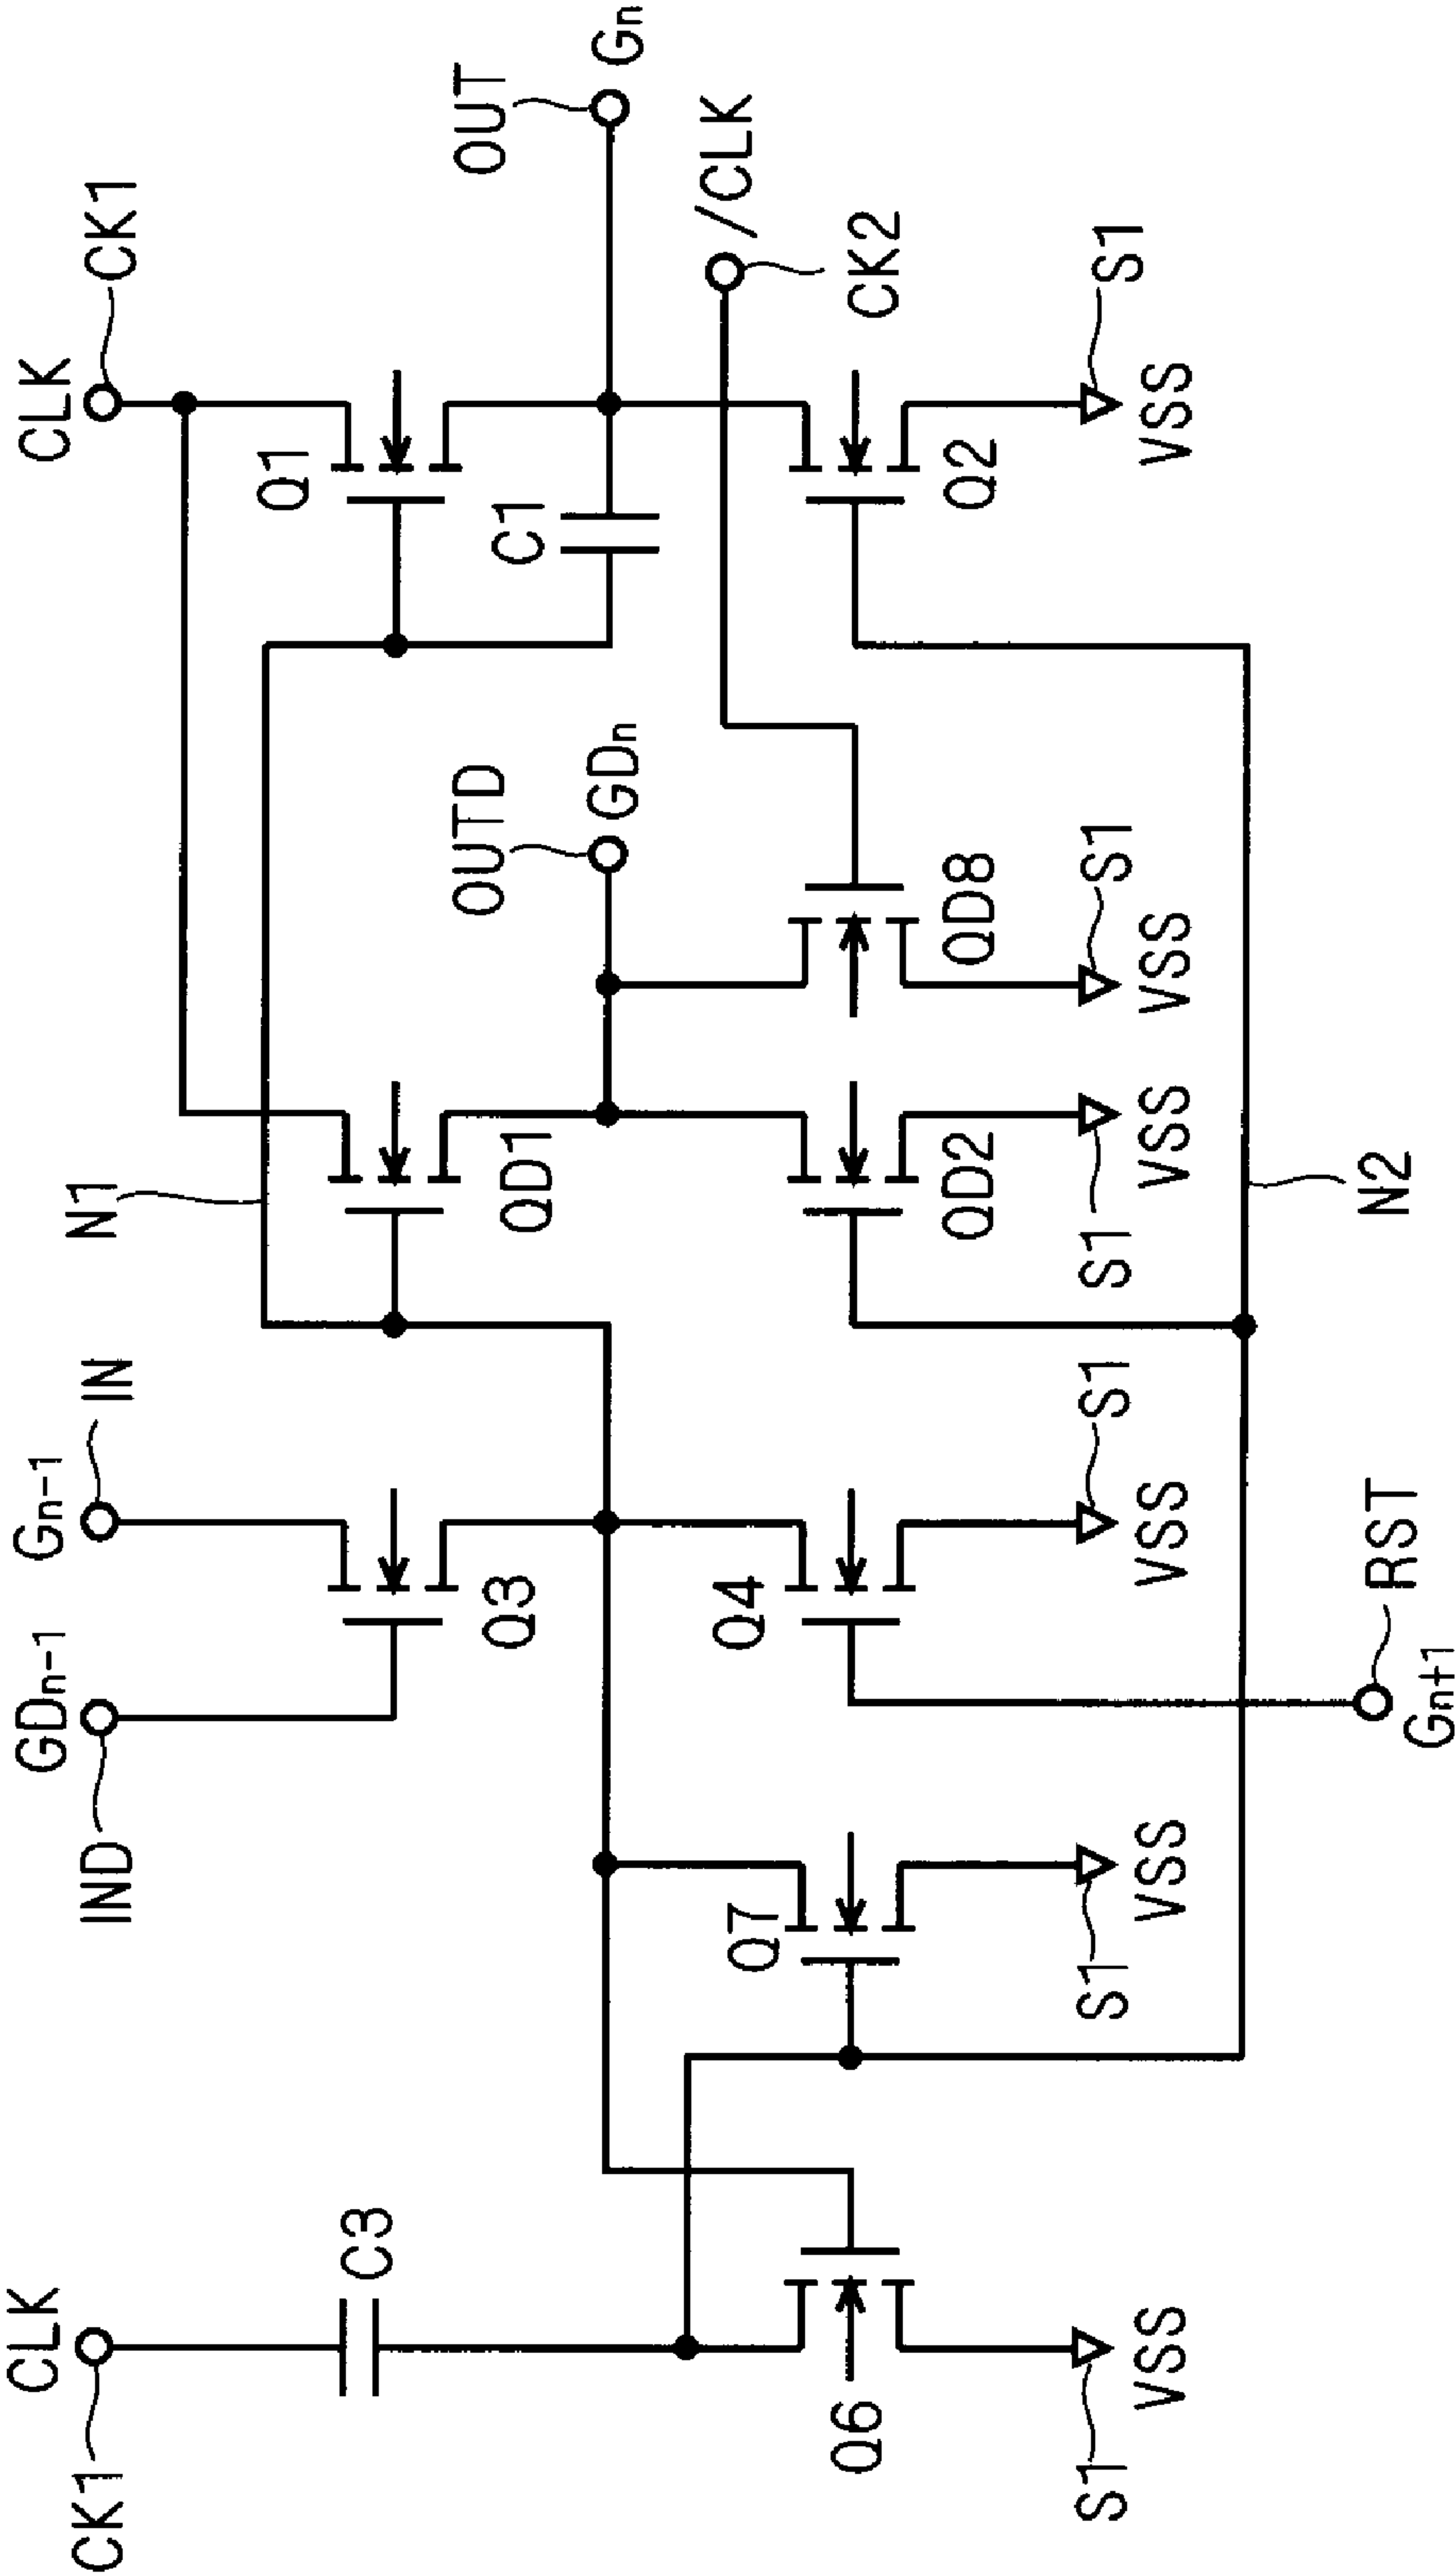 CLK
CK1
C3
Q6
S1
VSS
GDn-1
IND
Gn-1
IN
Q3
Q7
S1
VSS
Q4
S1
VSS
Gn+1
RST
N1
QD1
OUTD
GDn
QD2
S1
VSS
QD8
S1
VSS
N2
CLK
CK1
Q1
C1
OUT
Gn
/CLK
CK2
Q2
S1
VSS